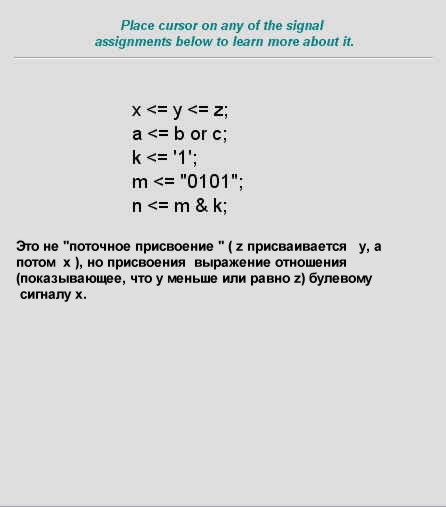 Place cursor on any of the signal
assignments below to learn more about it.
x <= y <= z;
a <= b or c;
k <= '1';
m <= "0101";
n <= m & k;
Это не "поточное присвоение " ( z присваивается y, а
потом x ), но присвоения выражение отношения
(показывающее, что y меньше или равно z) булевому
сигналу x.